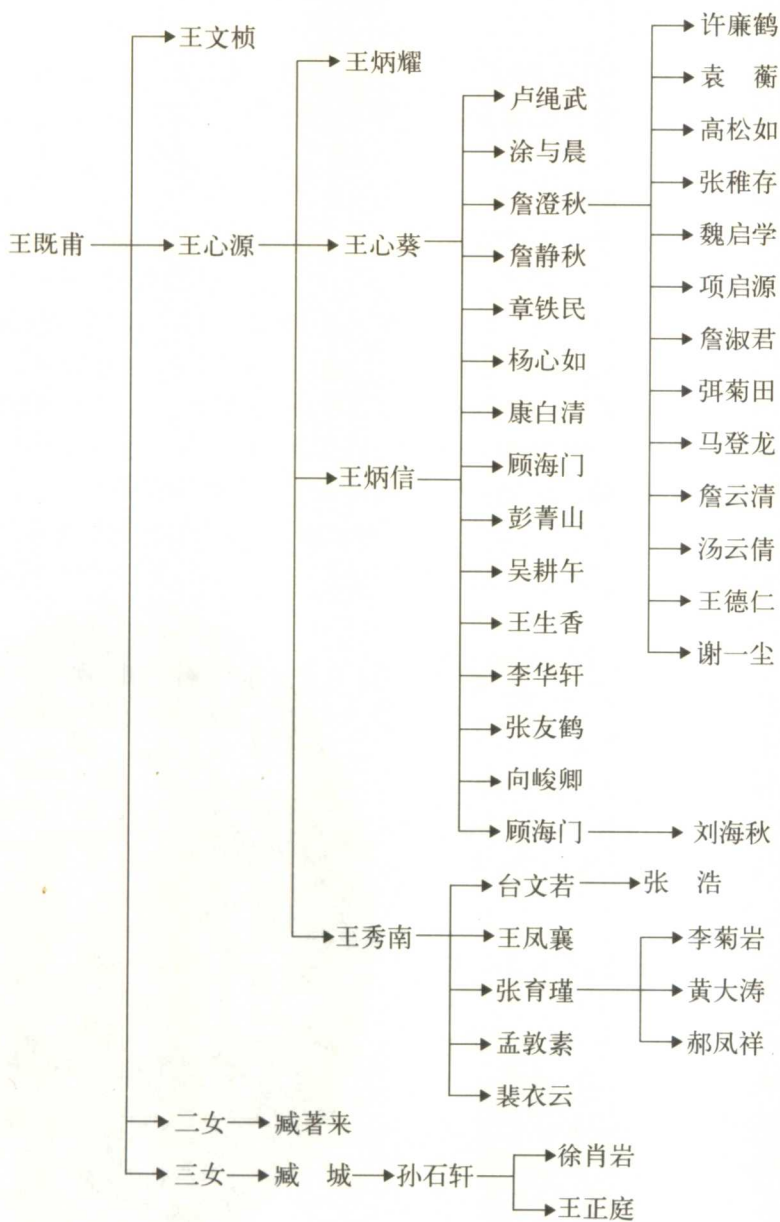 王既甫
王文桢
王心源
二女
三女
王炳耀
王心葵
王炳信
王秀南
臧著来
臧　城
孙石轩
徐肖岩
王正庭
卢绳武
涂与晨
詹澄秋
詹静秋
章铁民
杨心如
康白清
顾海门
彭菁山
吴耕午
王生香
李华轩
张友鹤
向峻卿
顾海门
刘海秋
台文若
张　浩
王凤襄
张育瑾
孟敦素
裴衣云
许廉鹤
袁　蘅
高松如
张稚存
魏启学
项启源
詹淑君
弭菊田
马登龙
詹云清
汤云倩
王德仁
谢一尘
李菊岩
黄大涛
郝凤祥